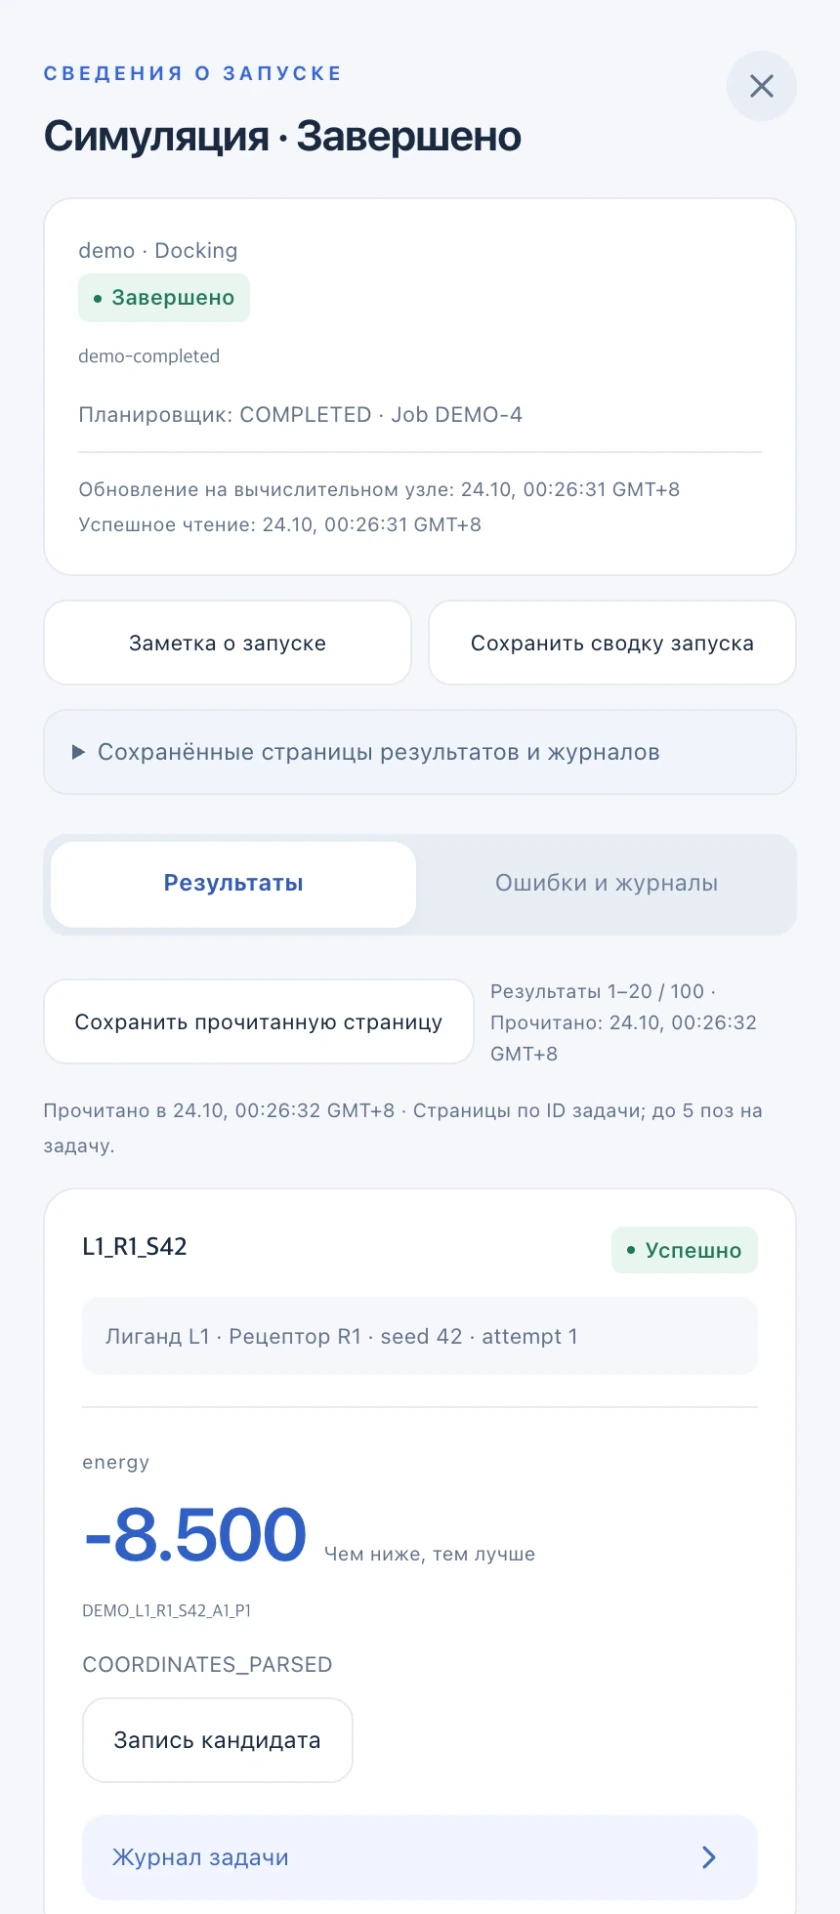 СВЕДЕНИЯ О ЗАПУСКЕ
Симуляция · Завершено
demo · Docking
• Завершено
demo-completed
Планировщик: COMPLETED · Job DEMO-4
Обновление на вычислительном узле: 24.10, 00:26:31 GMT+8
Успешное чтение: 24.10, 00:26:31 GMT+8
Заметка о запуске
Сохранить сводку запуска
Сохранённые страницы результатов и журналов
Результаты
Ошибки и журналы
Сохранить прочитанную страницу
Результаты 1–20 / 100 ·
Прочитано: 24.10, 00:26:32
GMT+8
Прочитано в 24.10, 00:26:32 GMT+8 · Страницы по ID задачи; до 5 поз на
задачу.
L1_R1_S42
• Успешно
Лиганд L1 · Рецептор R1 · seed 42 · attempt 1
energy
-8.500
Чем ниже, тем лучше
DEMO_L1_R1_S42_A1_P1
COORDINATES_PARSED
Запись кандидата
Журнал задачи